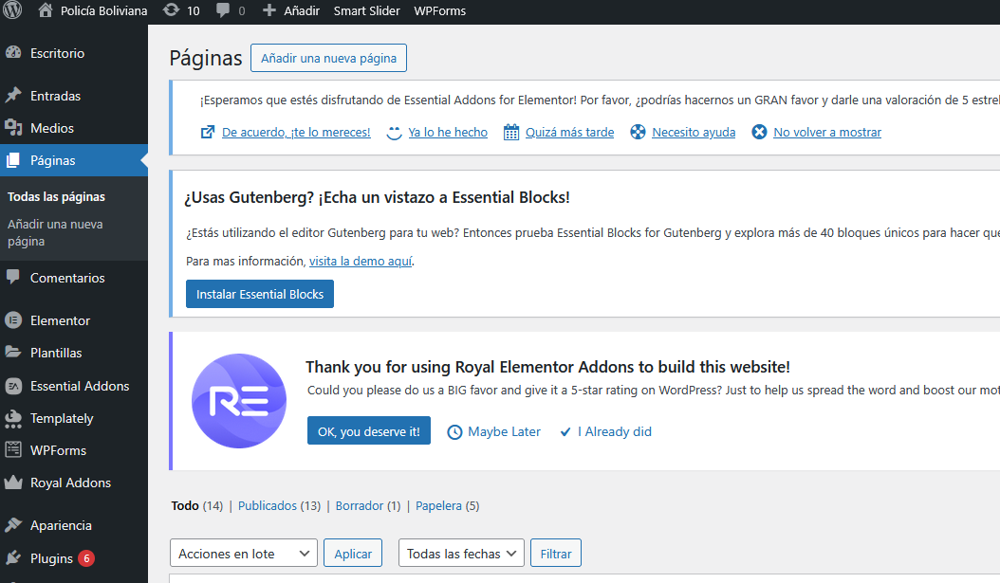 Policía Boliviana 10 0 Añadir Smart Slider WPForms
Escritorio
Entradas
Medios
Páginas
Todas las páginas
Añadir una nueva
página
Comentarios
Elementor
Plantillas
Essential Addons
Templately
WPForms
Royal Addons
Apariencia
Plugins 6
Páginas Añadir una nueva página
¡Esperamos que estés disfrutando de Essential Addons for Elementor! Por favor, ¿podrías hacernos un GRAN favor y darle una valoración de 5 estrel
De acuerdo, ¡te lo mereces! Ya lo he hecho Quizá más tarde Necesito ayuda No volver a mostrar
¿Usas Gutenberg? ¡Echa un vistazo a Essential Blocks!
¿Estás utilizando el editor Gutenberg para tu web? Entonces prueba Essential Blocks for Gutenberg y explora más de 40 bloques únicos para hacer que
Para mas información, visita la demo aquí.
Instalar Essential Blocks
RE
Thank you for using Royal Elementor Addons to build this website!
Could you please do us a BIG favor and give it a 5-star rating on WordPress? Just to help us spread the word and boost our mot
OK, you deserve it! Maybe Later I Already did
Todo (14) | Publicados (13) | Borrador (1) | Papelera (5)
Acciones en lote Aplicar Todas las fechas Filtrar